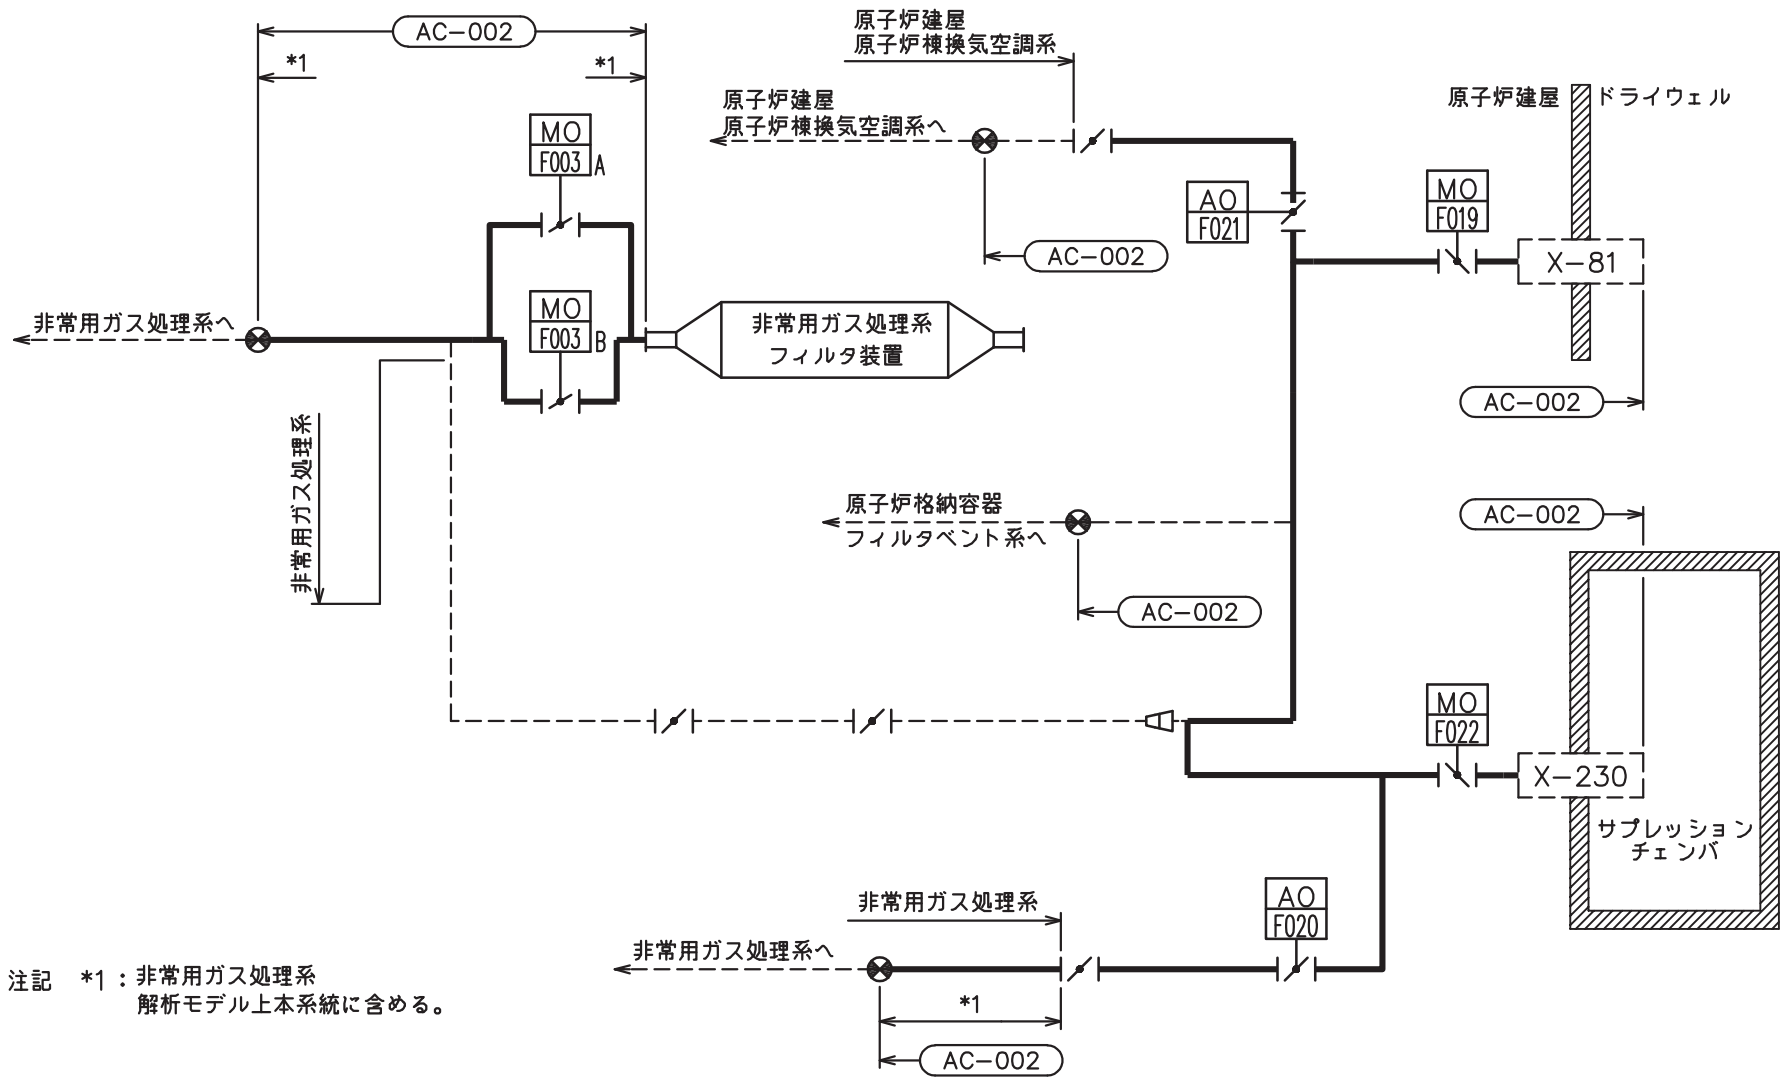 AC-002
*1
*1
原子炉建屋
原子炉棟換気空調系
原子炉建屋
原子炉棟換気空調系へ
原子炉建屋
ドライウェル
MO
F003 A
AO
F021
MO
F019
AC-002
X-81
MO
F003 B
非常用ガス処理系へ
非常用ガス処理系
フィルタ装置
AC-002
非常用ガス処理系
原子炉格納容器
フィルタベント系へ
AC-002
AC-002
MO
F022
X-230
サプレッション
チェンバ
AO
F020
非常用ガス処理系
非常用ガス処理系へ
*1
AC-002
注記 *1:非常用ガス処理系
解析モデル上本系統に含める。